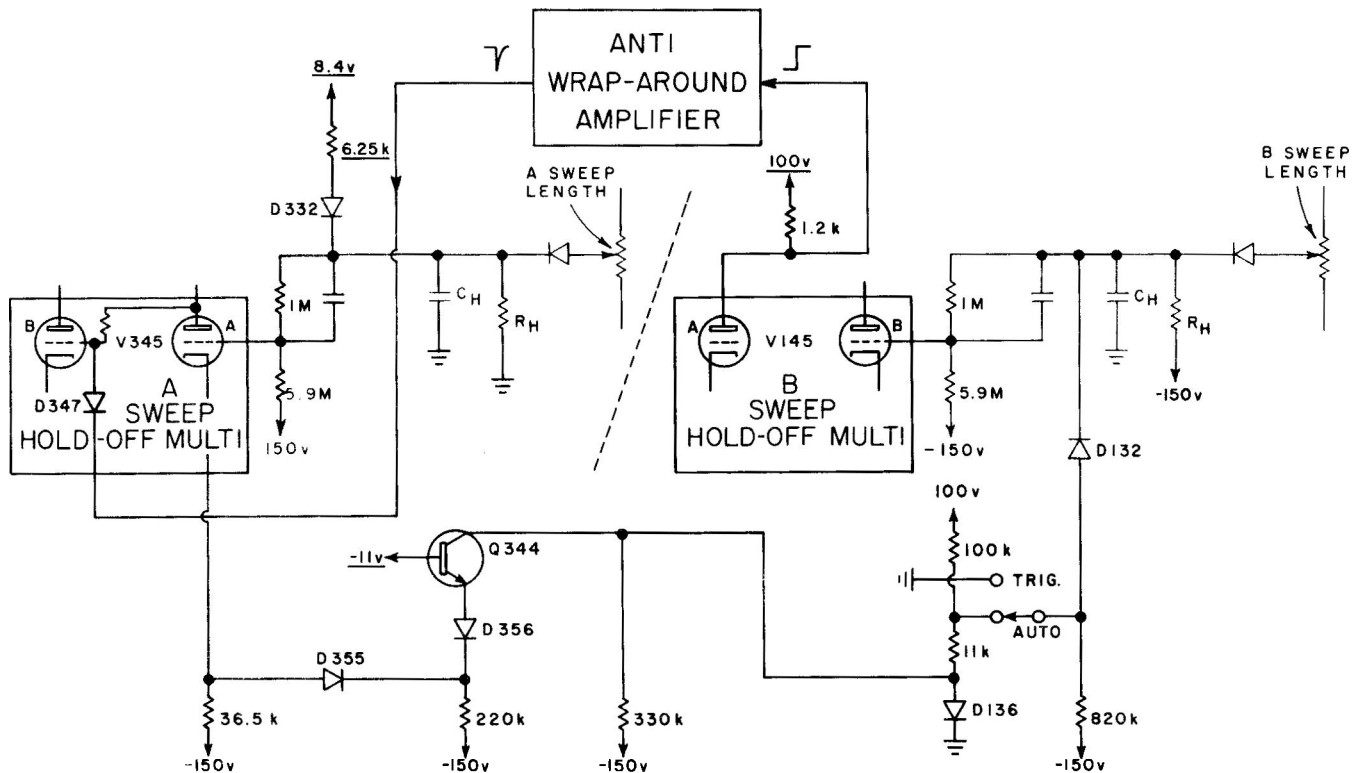 ANTI
WRAP-AROUND
AMPLIFIER
8.4v
6.25k
D332
A SWEEP
LENGTH
100v
1.2k
B SWEEP
LENGTH
1M
CH
RH
1M
CH
RH
-150v
B
V345
A
5.9M
150v
D347
A
SWEEP
HOLD-OFF MULTI
A
V145
B
5.9M
-150v
B
SWEEP
HOLD-OFF MULTI
D132
100v
100k
TRIG.
AUTO
11k
D136
820k
-150v
-11v
Q344
D356
D355
36.5k
-150v
220k
-150v
330k
-150v